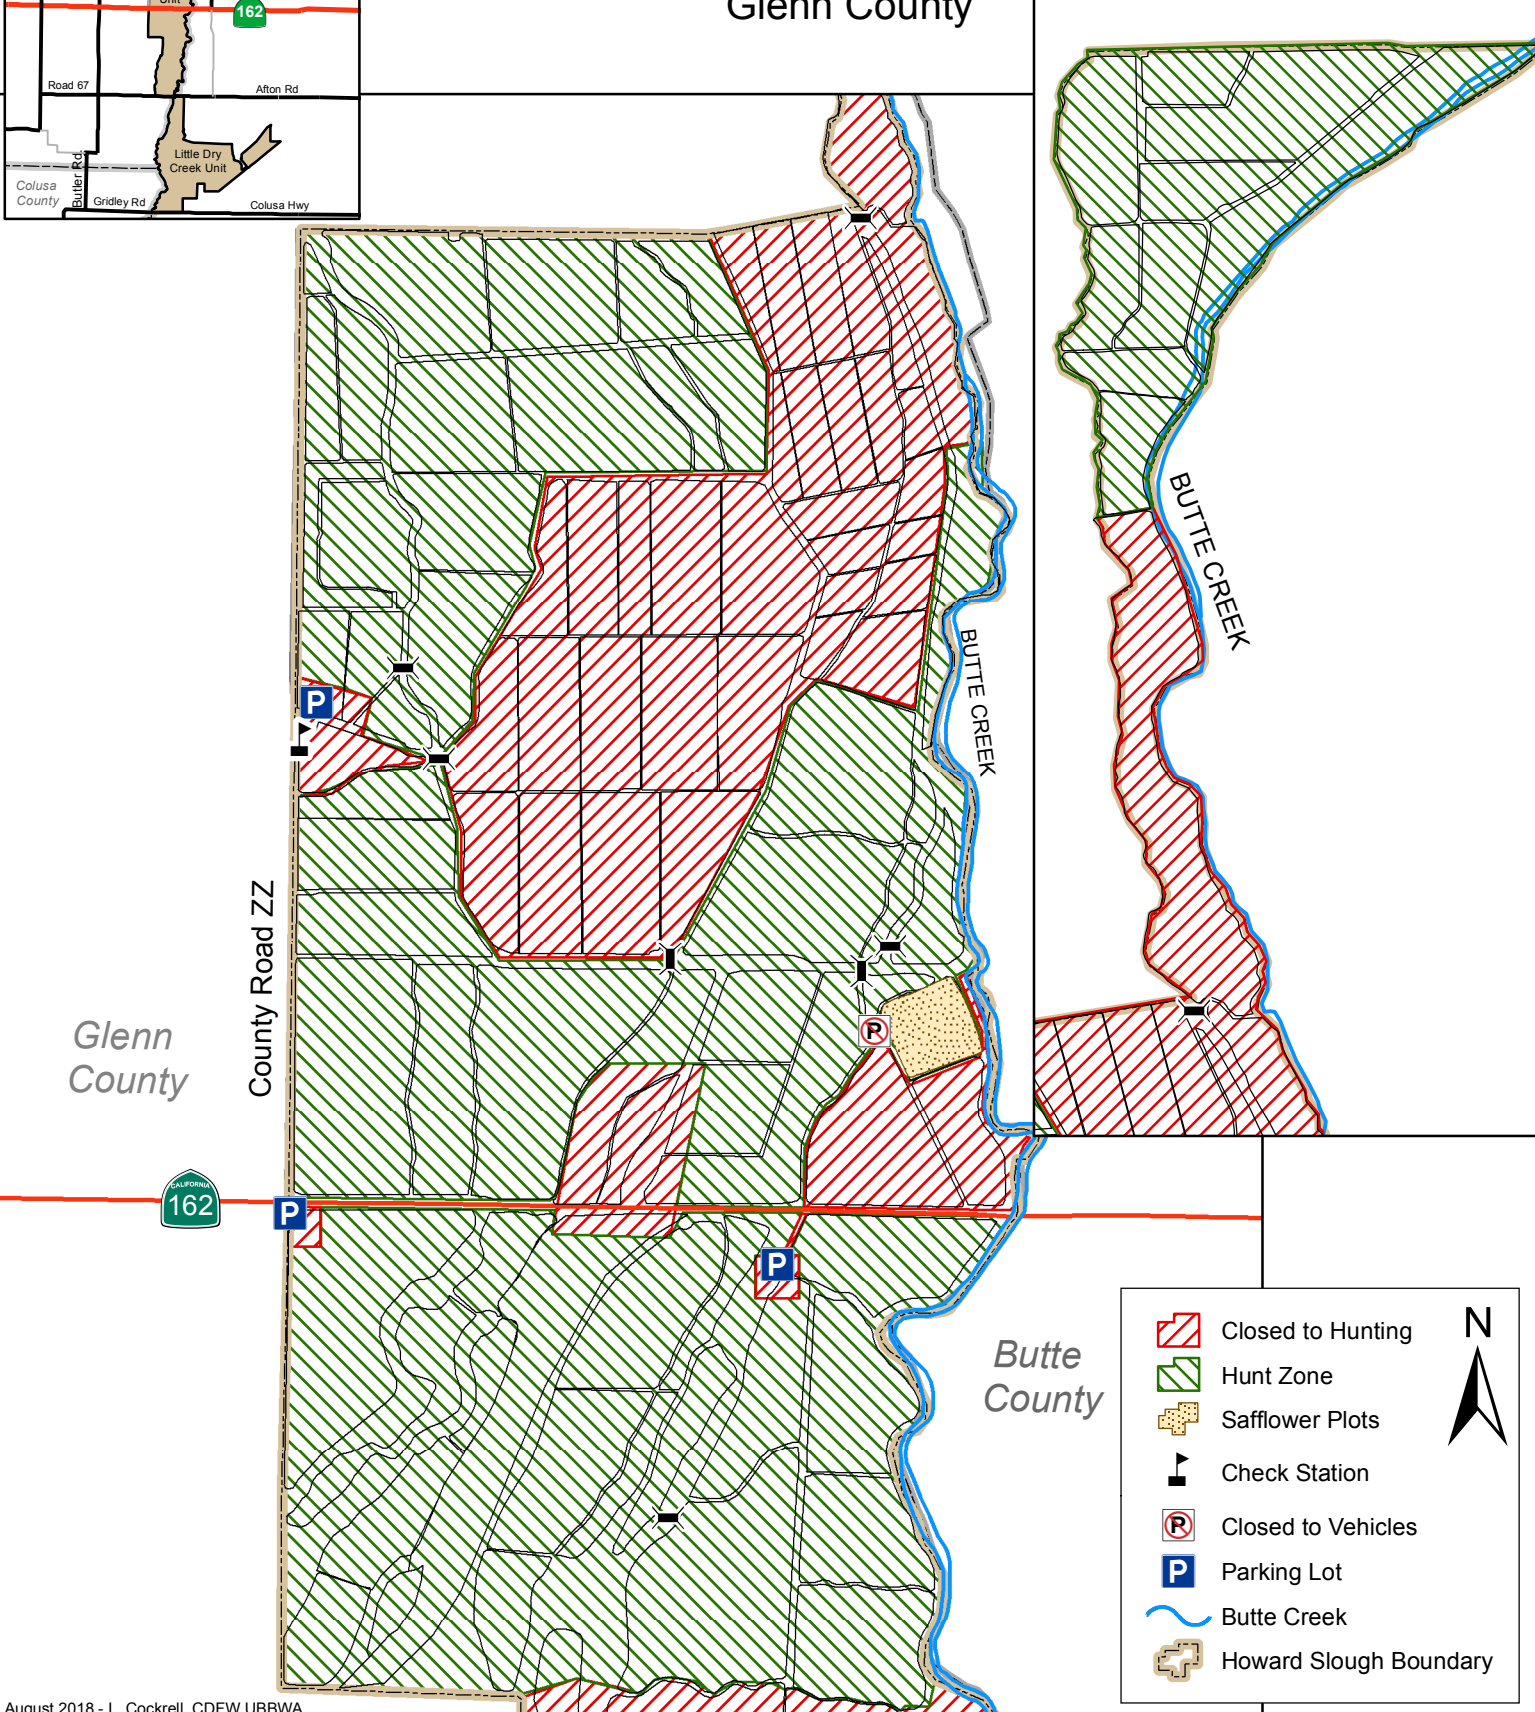 Glenn County
Unit
162
Road 67
Afton Rd
Little Dry
Creek Unit
Butler Rd.
Colusa
County
Gridley Rd
Colusa Hwy
BUTTE CREEK
BUTTE CREEK
P
County Road ZZ
Glenn
County
P
CALIFORNIA
162
P
P
Butte
County
N
Closed to Hunting
Hunt Zone
Safflower Plots
Check Station
P Closed to Vehicles
P Parking Lot
Butte Creek
Howard Slough Boundary
August 2018 - L. Cockrell, CDFW UBBWA